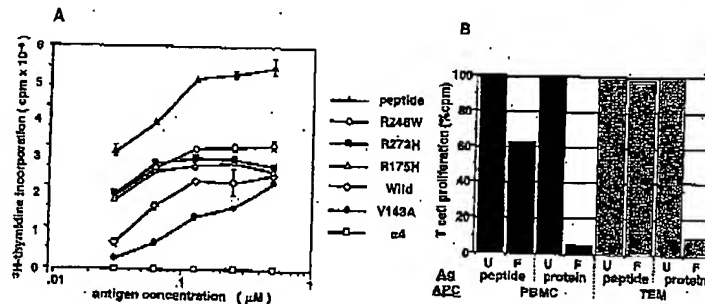 A
B
6
5
4
3
2
1
0
³H-thymidine incorporation ( cpm x 10⁻⁴ )
.01
.1
1
antigen concentration ( μM )
peptide
R248W
R273H
R175H
Wild
V143A
α4
100
80
60
40
20
0
T cell proliferation (%cpm)
U F U F U F U F
Ag peptide protein peptide protein
APC PBMC TEM